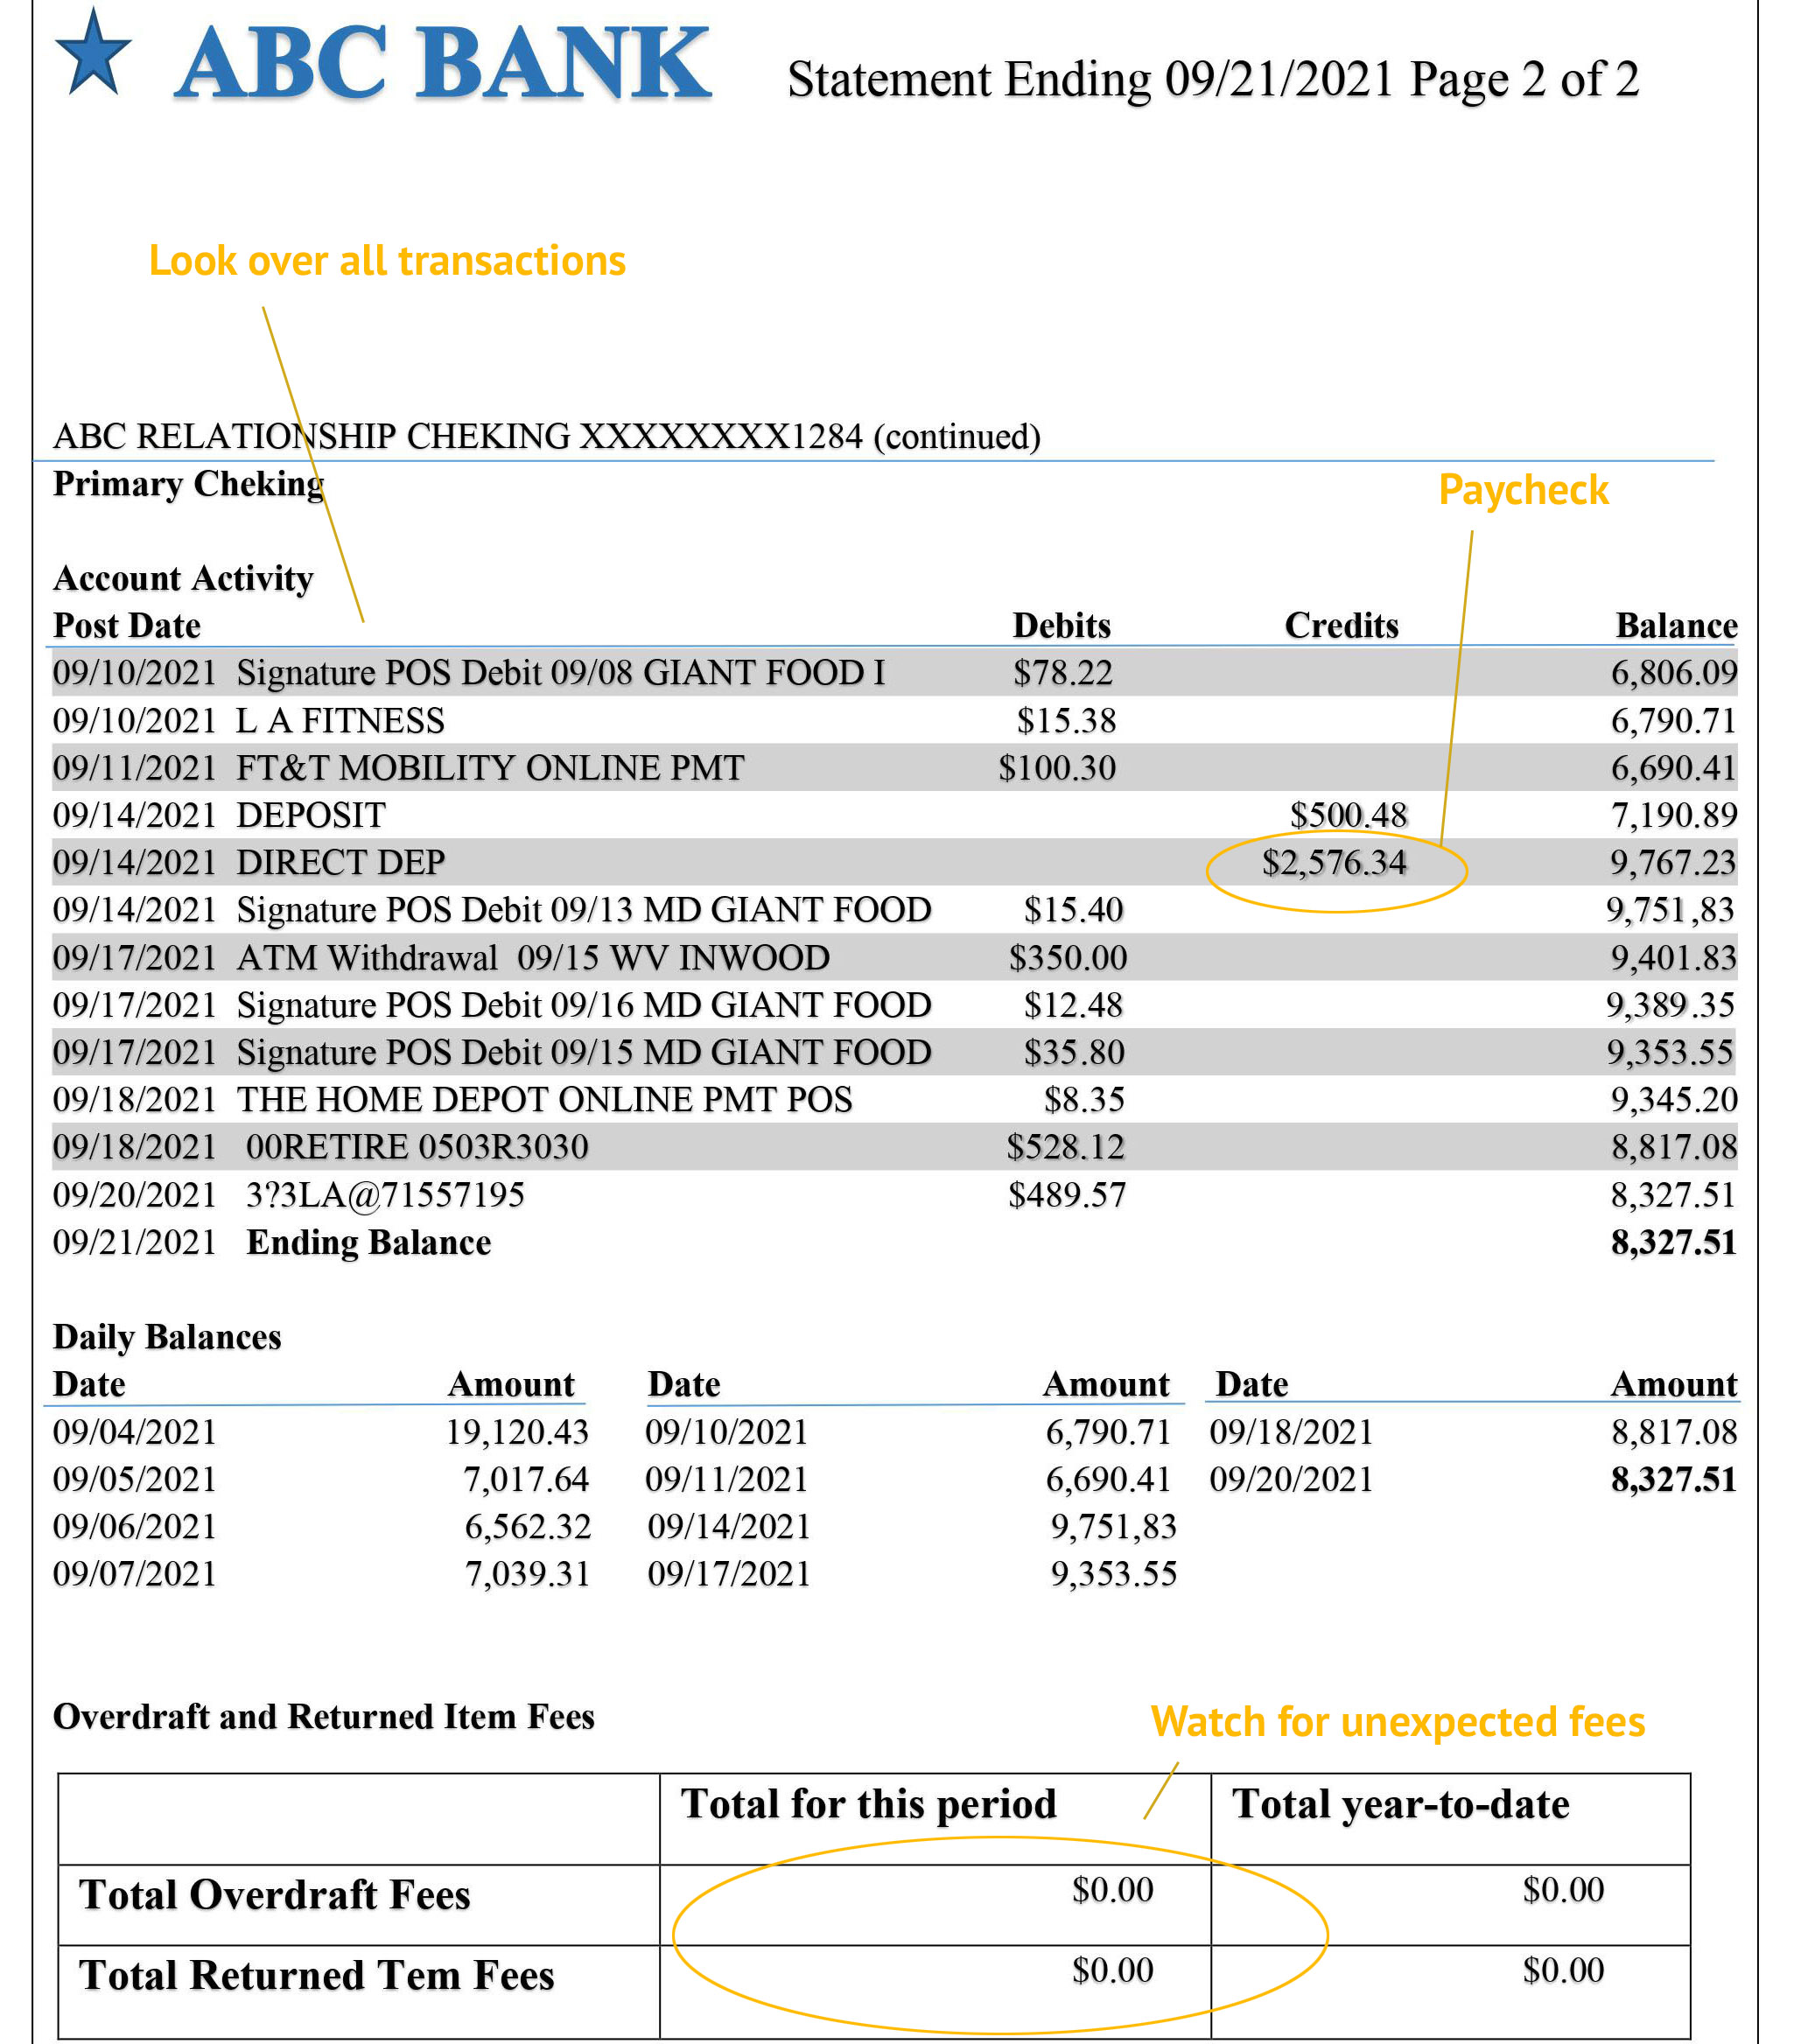 ABC BANK Statement Ending 09/21/2021 Page 2 of 2
Look over all transactions
ABC RELATIONSHIP CHEKING XXXXXXXX1284 (continued)
Primary Cheking
Paycheck
Account Activity
Post Date Debits Credits Balance
09/10/2021 Signature POS Debit 09/08 GIANT FOOD I $78.22 6,806.09
09/10/2021 L A FITNESS $15.38 6,790.71
09/11/2021 FT&T MOBILITY ONLINE PMT $100.30 6,690.41
09/14/2021 DEPOSIT $500.48 7,190.89
09/14/2021 DIRECT DEP $2,576.34 9,767.23
09/14/2021 Signature POS Debit 09/13 MD GIANT FOOD $15.40 9,751,83
09/17/2021 ATM Withdrawal 09/15 WV INWOOD $350.00 9,401.83
09/17/2021 Signature POS Debit 09/16 MD GIANT FOOD $12.48 9,389.35
09/17/2021 Signature POS Debit 09/15 MD GIANT FOOD $35.80 9,353.55
09/18/2021 THE HOME DEPOT ONLINE PMT POS $8.35 9,345.20
09/18/2021 00RETIRE 0503R3030 $528.12 8,817.08
09/20/2021 3?3LA@71557195 $489.57 8,327.51
09/21/2021 Ending Balance 8,327.51
Daily Balances
Date Amount Date Amount Date Amount
09/04/2021 19,120.43 09/10/2021 6,790.71 09/18/2021 8,817.08
09/05/2021 7,017.64 09/11/2021 6,690.41 09/20/2021 8,327.51
09/06/2021 6,562.32 09/14/2021 9,751,83
09/07/2021 7,039.31 09/17/2021 9,353.55
Overdraft and Returned Item Fees
Watch for unexpected fees
Total for this period Total year-to-date
Total Overdraft Fees $0.00 $0.00
Total Returned Tem Fees $0.00 $0.00